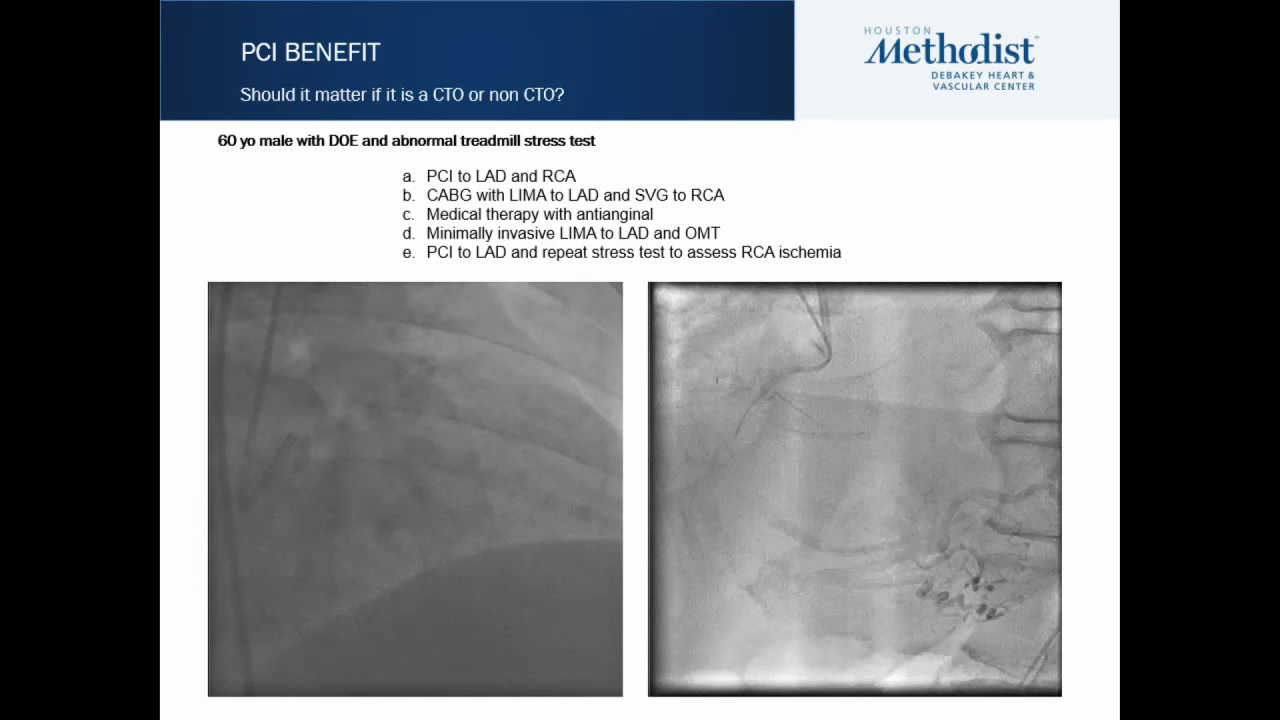 PCI BENEFIT
Should it matter if it is a CTO or non CTO?
HOUSTON
Methodist
DEBAKEY HEART &
VASCULAR CENTER
60 yo male with DOE and abnormal treadmill stress test
a. PCI to LAD and RCA
b. CABG with LIMA to LAD and SVG to RCA
c. Medical therapy with antianginal
d. Minimally invasive LIMA to LAD and OMT
e. PCI to LAD and repeat stress test to assess RCA ischemia